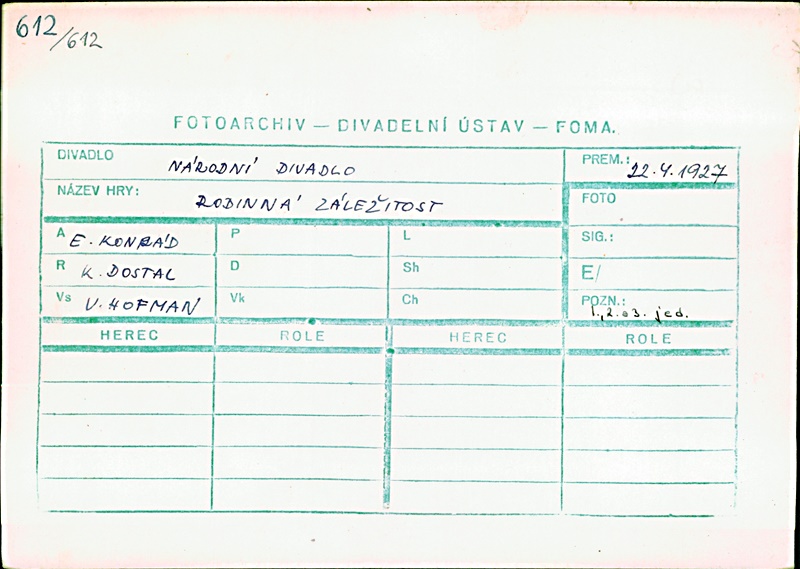 612
/612
FOTOARCHIV — DIVADELNÍ ÚSTAV — FOMA.
DIVADLO NÁRODNÍ DIVADLO PREM.: 22.4.1927
NÁZEV HRY: RODINNÁ ZÁLEŽITOST FOTO
A E. KONRÁD P L SIG.:
R K. DOSTAL D Sh E/
Vs V. HOFMAN Vk Ch POZN.: 1., 2. a 3. jed.
HEREC ROLE HEREC ROLE